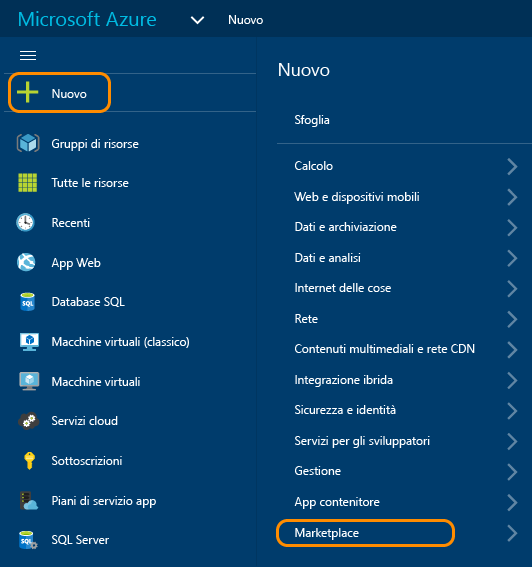 Microsoft Azure
Nuovo
Nuovo
Gruppi di risorse
Tutte le risorse
Recenti
App Web
Database SQL
Macchine virtuali (classico)
Macchine virtuali
Servizi cloud
Sottoscrizioni
Piani di servizio app
SQL Server
Nuovo
Sfoglia
Calcolo
Web e dispositivi mobili
Dati e archiviazione
Dati e analisi
Internet delle cose
Rete
Contenuti multimediali e rete CDN
Integrazione ibrida
Sicurezza e identità
Servizi per gli sviluppatori
Gestione
App contenitore
Marketplace